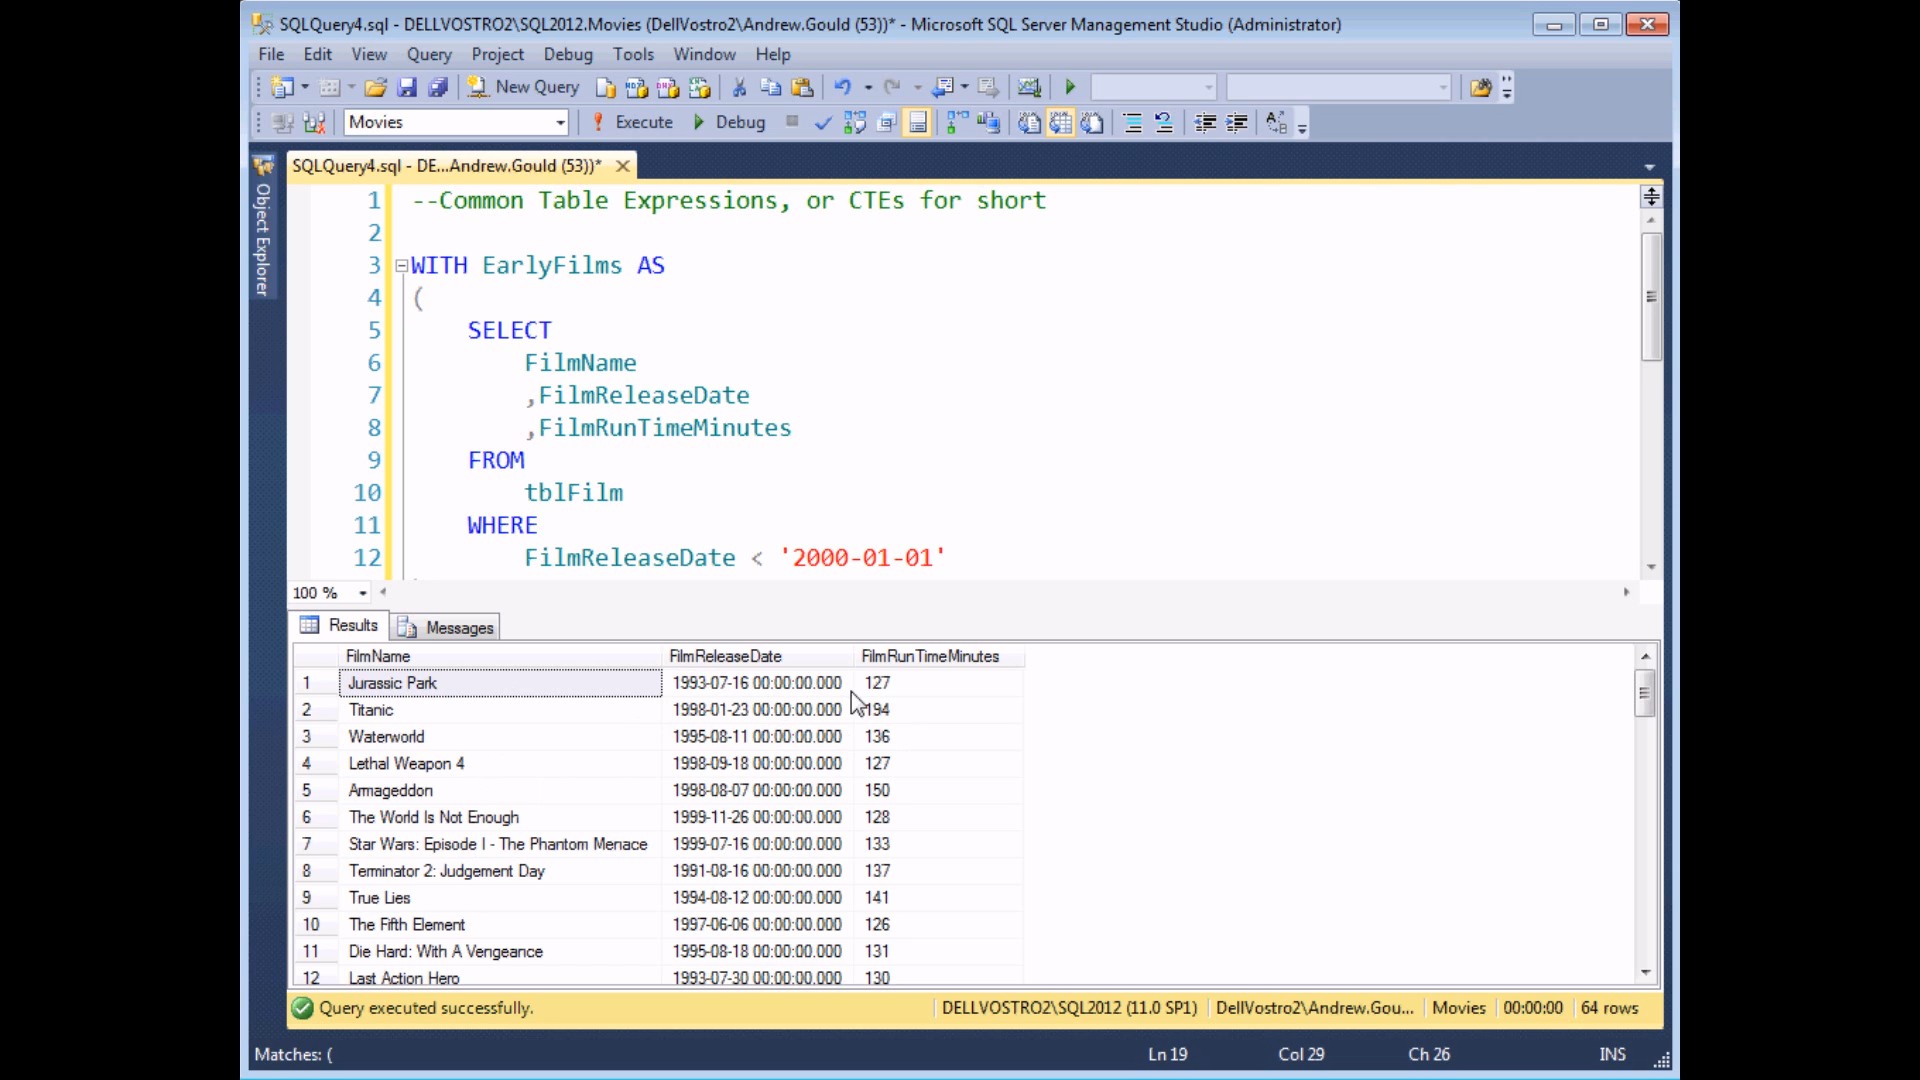 SQLQuery4.sql - DELLVOSTRO2\SQL2012.Movies (DellVostro2\Andrew.Gould (53))* - Microsoft SQL Server Management Studio (Administrator)
File Edit View Query Project Debug Tools Window Help
New Query
Movies Execute Debug
SQLQuery4.sql - DE...Andrew.Gould (53))*
Object Explorer
1 --Common Table Expressions, or CTEs for short
2
3 WITH EarlyFilms AS
4 (
5 SELECT
6 FilmName
7 ,FilmReleaseDate
8 ,FilmRunTimeMinutes
9 FROM
10 tblFilm
11 WHERE
12 FilmReleaseDate < '2000-01-01'
100 %
Results Messages
FilmName FilmReleaseDate FilmRunTimeMinutes
1 Jurassic Park 1993-07-16 00:00:00.000 127
2 Titanic 1998-01-23 00:00:00.000 194
3 Waterworld 1995-08-11 00:00:00.000 136
4 Lethal Weapon 4 1998-09-18 00:00:00.000 127
5 Armageddon 1998-08-07 00:00:00.000 150
6 The World Is Not Enough 1999-11-26 00:00:00.000 128
7 Star Wars: Episode I - The Phantom Menace 1999-07-16 00:00:00.000 133
8 Terminator 2: Judgement Day 1991-08-16 00:00:00.000 137
9 True Lies 1994-08-12 00:00:00.000 141
10 The Fifth Element 1997-06-06 00:00:00.000 126
11 Die Hard: With A Vengeance 1995-08-18 00:00:00.000 131
12 Last Action Hero 1993-07-30 00:00:00.000 130
Query executed successfully. DELLVOSTRO2\SQL2012 (11.0 SP1) DellVostro2\Andrew.Gou... Movies 00:00:00 64 rows
Matches: ( Ln 19 Col 29 Ch 26 INS